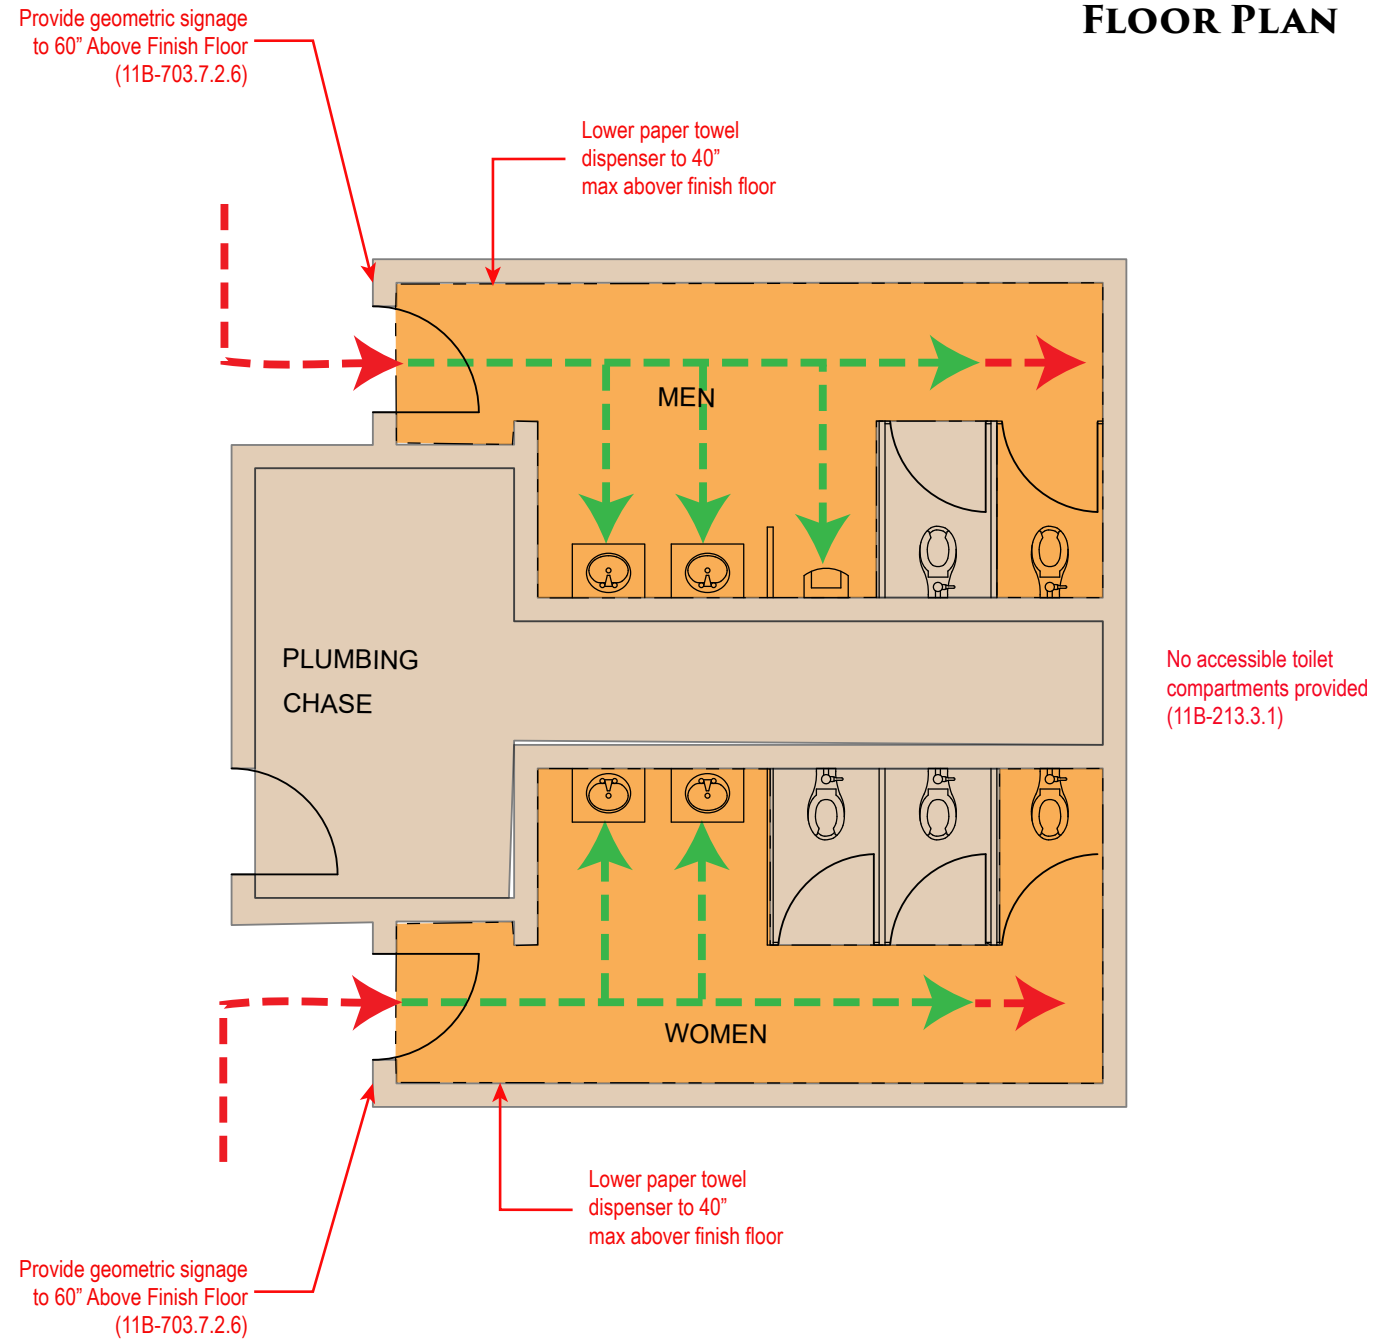 FLOOR PLAN
Provide geometric signage
to 60” Above Finish Floor
(11B-703.7.2.6)
Lower paper towel
dispenser to 40”
max abover finish floor
MEN
PLUMBING
CHASE
No accessible toilet
compartments provided
(11B-213.3.1)
WOMEN
Lower paper towel
dispenser to 40”
max abover finish floor
Provide geometric signage
to 60” Above Finish Floor
(11B-703.7.2.6)